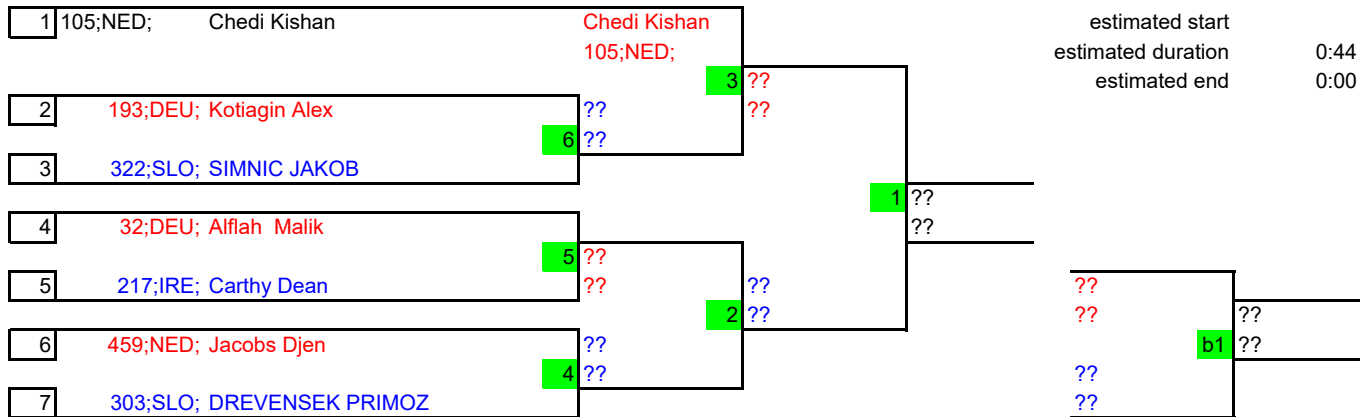 1 105;NED; Chedi Kishan Chedi Kishan estimated start
105;NED; estimated duration 0:44
3 ?? estimated end 0:00
2 193;DEU; Kotiagin Alex ?? ??
6 ??
3 322;SLO; SIMNIC JAKOB
1 ??
4 32;DEU; Alflah Malik ??
5 ??
5 217;IRE; Carthy Dean ?? ?? ??
2 ?? ?? ??
6 459;NED; Jacobs Djen ?? b1 ??
4 ?? ??
7 303;SLO; DREVENSEK PRIMOZ ??